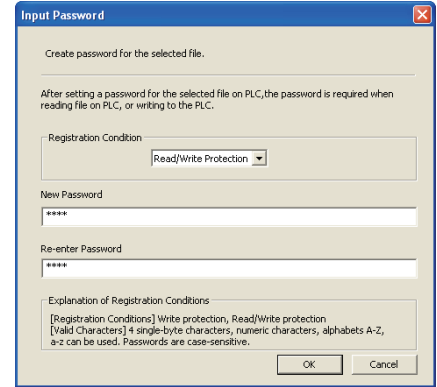 Input Password
Create password for the selected file.
After setting a password for the selected file on PLC,the password is required when
reading file on PLC, or writing to the PLC.
Registration Condition
Read/Write Protection
New Password
****
Re-enter Password
****
Explanation of Registration Conditions
[Registration Conditions] Write protection, Read/Write protection
[Valid Characters] 4 single-byte characters, numeric characters, alphabets A-Z,
a-z can be used. Passwords are case-sensitive.
OK Cancel